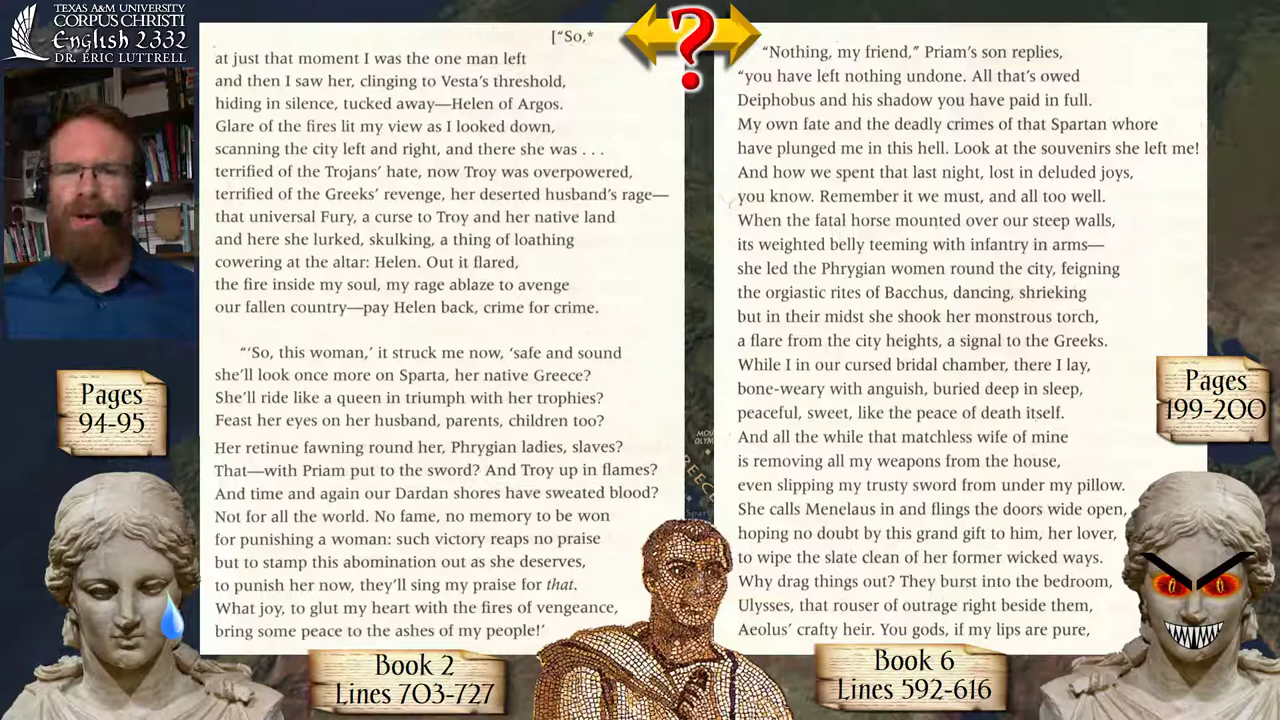 TEXAS A&M UNIVERSITY
CORPUS CHRISTI
English 2332
DR. ERIC LUTTRELL
["So,*
at just that moment I was the one man left
and then I saw her, clinging to Vesta's threshold,
hiding in silence, tucked away—Helen of Argos.
Glare of the fires lit my view as I looked down,
scanning the city left and right, and there she was . . .
terrified of the Trojans' hate, now Troy was overpowered,
terrified of the Greeks' revenge, her deserted husband's rage—
that universal Fury, a curse to Troy and her native land
and here she lurked, skulking, a thing of loathing
cowering at the altar: Helen. Out it flared,
the fire inside my soul, my rage ablaze to avenge
our fallen country—pay Helen back, crime for crime.
"'So, this woman,' it struck me now, 'safe and sound
she'll look once more on Sparta, her native Greece?
She'll ride like a queen in triumph with her trophies?
Feast her eyes on her husband, parents, children too?
Her retinue fawning round her, Phrygian ladies, slaves?
That—with Priam put to the sword? And Troy up in flames?
And time and again our Dardan shores have sweated blood?
Not for all the world. No fame, no memory to be won
for punishing a woman: such victory reaps no praise
but to stamp this abomination out as she deserves,
to punish her now, they'll sing my praise for that.
What joy, to glut my heart with the fires of vengeance,
bring some peace to the ashes of my people!'
Pages
94-95
Book 2
Lines 703-727
?
"Nothing, my friend," Priam's son replies,
"you have left nothing undone. All that's owed
Deiphobus and his shadow you have paid in full.
My own fate and the deadly crimes of that Spartan whore
have plunged me in this hell. Look at the souvenirs she left me!
And how we spent that last night, lost in deluded joys,
you know. Remember it we must, and all too well.
When the fatal horse mounted over our steep walls,
its weighted belly teeming with infantry in arms—
she led the Phrygian women round the city, feigning
the orgiastic rites of Bacchus, dancing, shrieking
but in their midst she shook her monstrous torch,
a flare from the city heights, a signal to the Greeks.
While I in our cursed bridal chamber, there I lay,
bone-weary with anguish, buried deep in sleep,
peaceful, sweet, like the peace of death itself.
And all the while that matchless wife of mine
is removing all my weapons from the house,
even slipping my trusty sword from under my pillow.
She calls Menelaus in and flings the doors wide open,
hoping no doubt by this grand gift to him, her lover,
to wipe the slate clean of her former wicked ways.
Why drag things out? They burst into the bedroom,
Ulysses, that rouser of outrage right beside them,
Aeolus' crafty heir. You gods, if my lips are pure,
Pages
199-200
Book 6
Lines 592-616